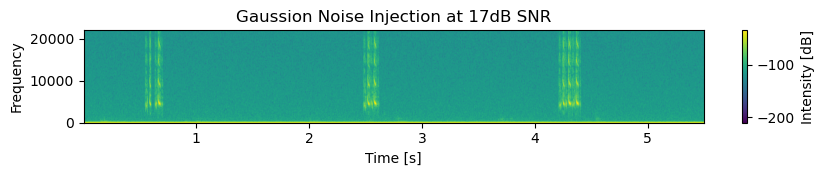 Gaussion Noise Injection at 17dB SNR
20000
10000
0
Frequency
1 2 3 4 5
Time [s]
−100
−200
Intensity [dB]